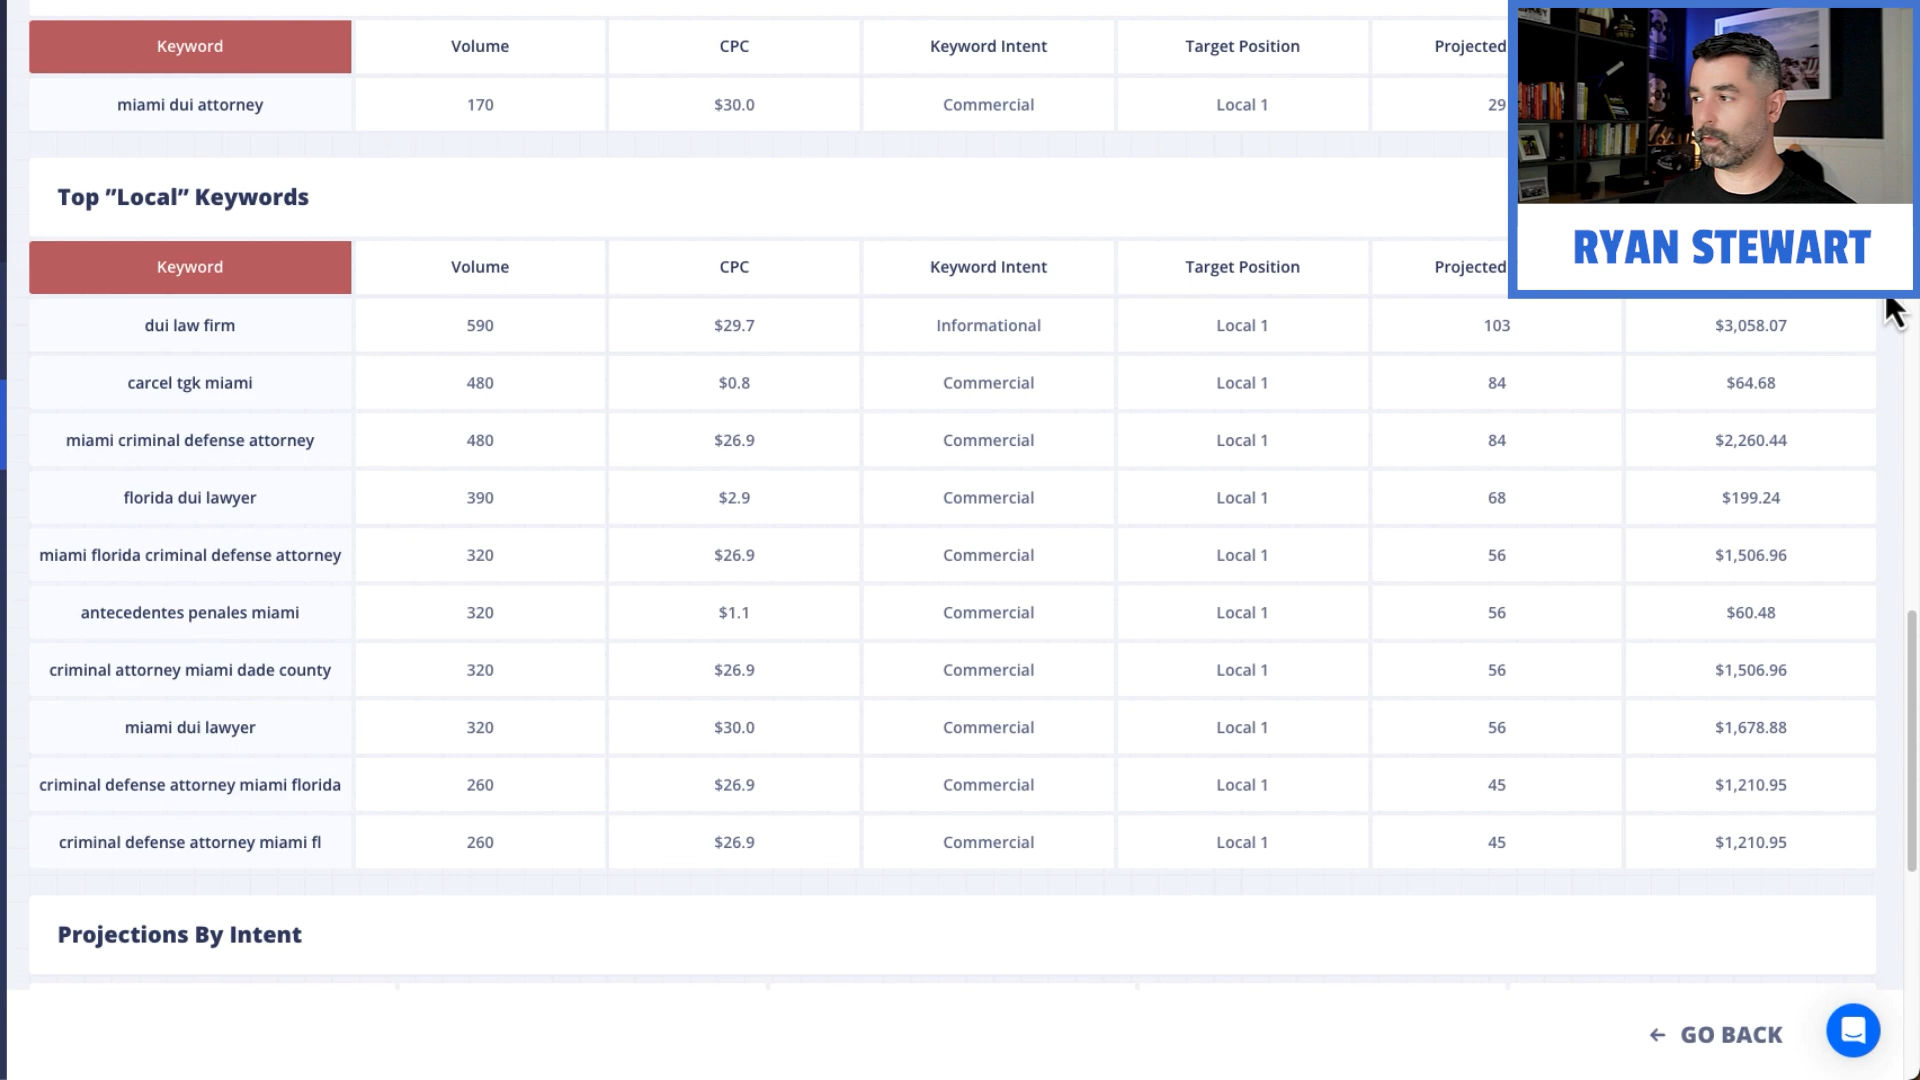 Keyword Volume CPC Keyword Intent Target Position Projected
miami dui attorney 170 $30.0 Commercial Local 1 29
Top ”Local” Keywords
RYAN STEWART
Keyword Volume CPC Keyword Intent Target Position Projected
dui law firm 590 $29.7 Informational Local 1 103 $3,058.07
carcel tgk miami 480 $0.8 Commercial Local 1 84 $64.68
miami criminal defense attorney 480 $26.9 Commercial Local 1 84 $2,260.44
florida dui lawyer 390 $2.9 Commercial Local 1 68 $199.24
miami florida criminal defense attorney 320 $26.9 Commercial Local 1 56 $1,506.96
antecedentes penales miami 320 $1.1 Commercial Local 1 56 $60.48
criminal attorney miami dade county 320 $26.9 Commercial Local 1 56 $1,506.96
miami dui lawyer 320 $30.0 Commercial Local 1 56 $1,678.88
criminal defense attorney miami florida 260 $26.9 Commercial Local 1 45 $1,210.95
criminal defense attorney miami fl 260 $26.9 Commercial Local 1 45 $1,210.95
Projections By Intent
← GO BACK